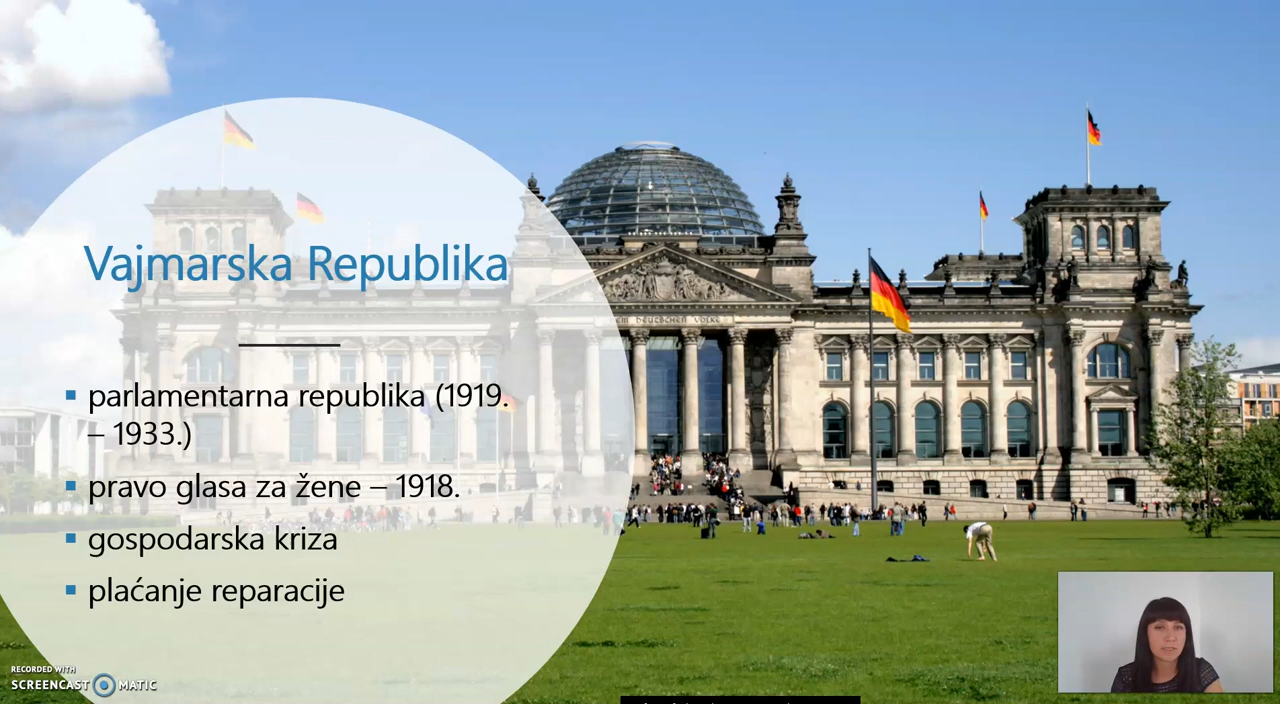 Vajmarska Republika
parlamentarna republika (1919.
– 1933.)
pravo glasa za žene – 1918.
gospodarska kriza
plaćanje reparacije
DEUTSCHEN VOLKE
RECORDED WITH
SCREENCAST MATIC